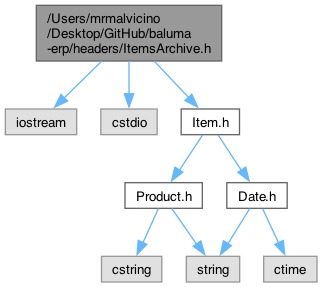 /Users/mrmalvicino
/Desktop/GitHub/baluma
-erp/headers/ItemsArchive.h
iostream
cstdio
Item.h
Product.h
Date.h
cstring
string
ctime